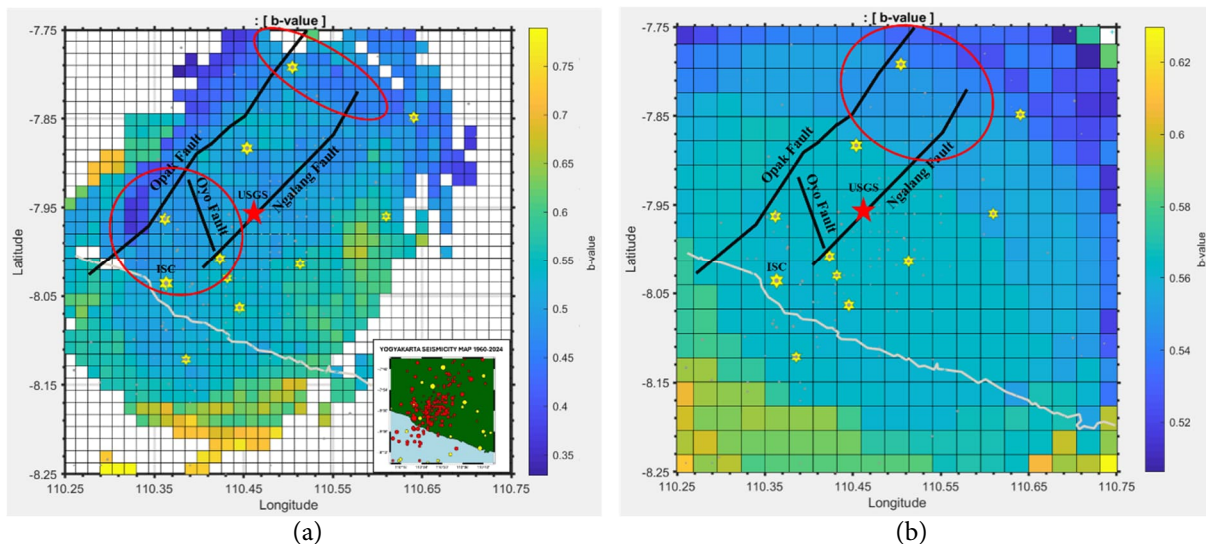 : [ b-value ]
-7.75
-7.85
-7.95
-8.05
-8.15
-8.25
Latitude
110.25
110.35
110.45
110.55
110.65
110.75
Longitude
Opak Fault
Oyo Fault
Ngalang Fault
USGS
ISC
YOGYAKARTA SEISMICITY MAP 1960-2024
0.75
0.7
0.65
0.6
0.55
0.5
0.45
0.4
0.35
b-value
(a)
: [ b-value ]
-7.75
-7.85
-7.95
-8.05
-8.15
-8.25
Latitude
110.25
110.35
110.45
110.55
110.65
110.75
Longitude
Opak Fault
Oyo Fault
Ngalang Fault
USGS
ISC
0.62
0.6
0.58
0.56
0.54
0.52
b-value
(b)